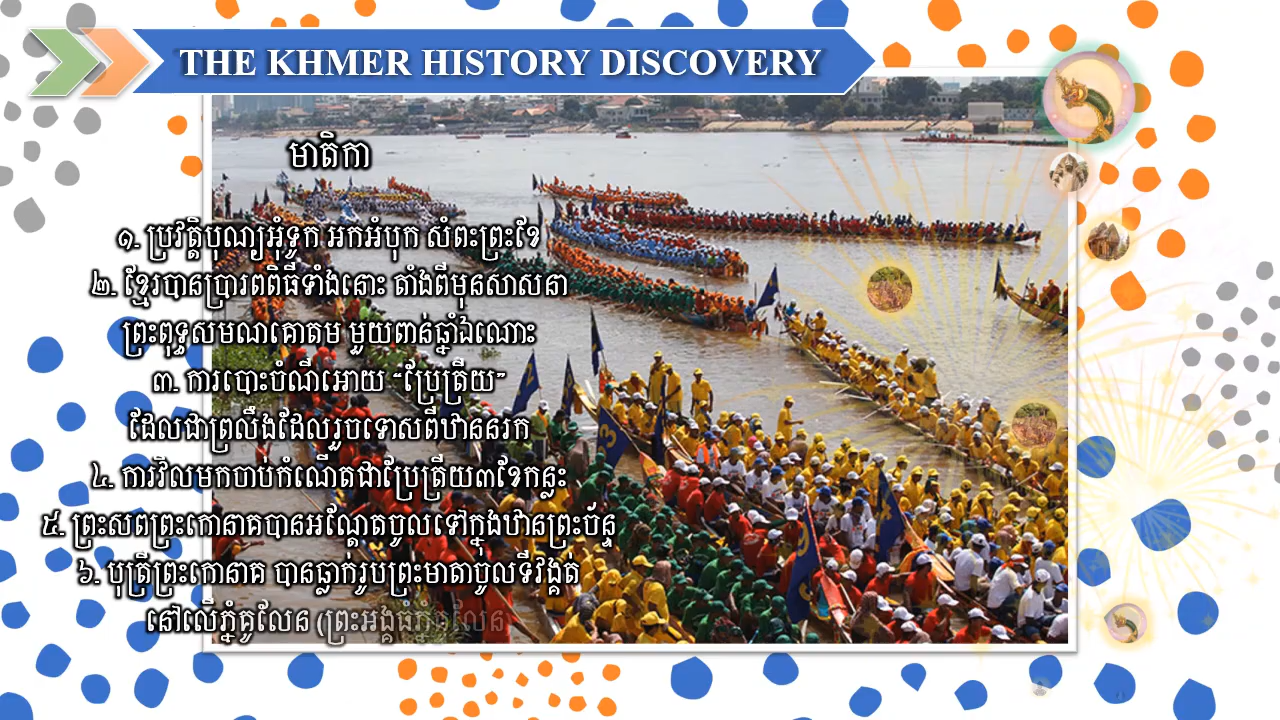 THE KHMER HISTORY DISCOVERY
មាតិកា
១. ប្រវត្តិបុណ្យអុំទូក អកអំបុក សំពះព្រះខែ
២. ខ្មែរបានប្រារព្ធពិធីទាំងនោះ តាំងពីមុនសាសនា
ព្រះពុទ្ធសមណគោតម មួយពាន់ឆ្នាំឯណោះ
៣. ការបោះបំណីអោយ “ប្រែត្រីយ”
ដែលជាព្រលឹងដែលរួចទោសពីឋាននរក
៤. ការវិលមកចាប់កំណើតជាប្រែត្រីយ៣ខែកន្លះ
៥. ព្រះសពព្រះកោនាគបានអណ្តែតចូលទៅក្នុងឋានព្រះច័ន្ទ
៦. បុត្រីព្រះកោនាគ បានធ្លាក់រូបព្រះមាតាចូលទីវង្គត់
នៅលើភ្នំគូលែន (ព្រះអង្គធំភ្នំគូលែន